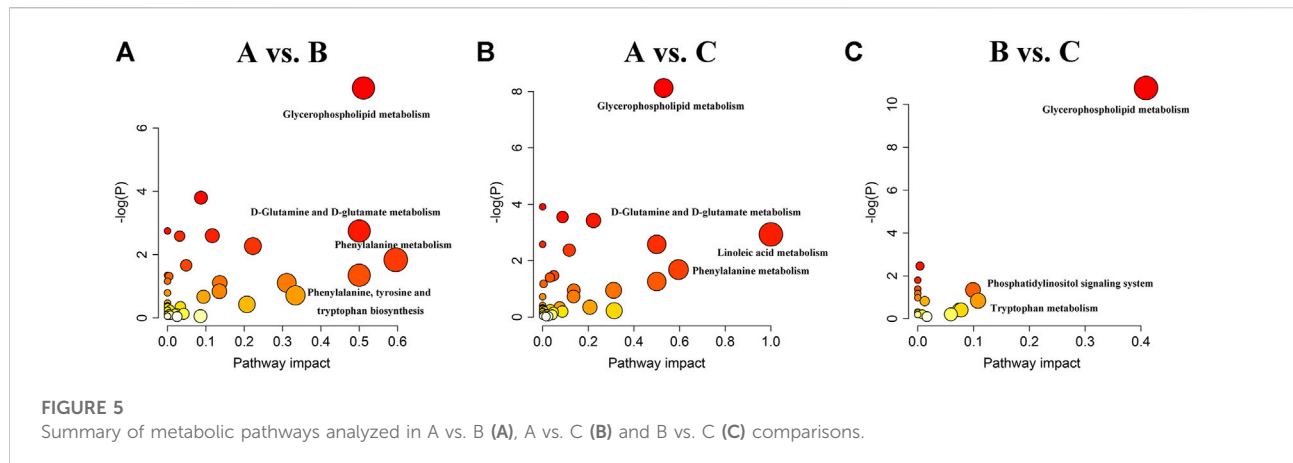 A A vs. B
Glycerophospholipid metabolism
D-Glutamine and D-glutamate metabolism
Phenylalanine metabolism
Phenylalanine, tyrosine and
tryptophan biosynthesis
-log(P)
0 2 4 6
0.0 0.1 0.2 0.3 0.4 0.5 0.6
Pathway impact
B A vs. C
Glycerophospholipid metabolism
D-Glutamine and D-glutamate metabolism
Linoleic acid metabolism
Phenylalanine metabolism
-log(P)
0 2 4 6 8
0.0 0.2 0.4 0.6 0.8 1.0
Pathway impact
C B vs. C
Glycerophospholipid metabolism
Phosphatidylinositol signaling system
Tryptophan metabolism
-log(P)
0 2 4 6 8 10
0.0 0.1 0.2 0.3 0.4
Pathway impact
FIGURE 5
Summary of metabolic pathways analyzed in A vs. B (A), A vs. C (B) and B vs. C (C) comparisons.